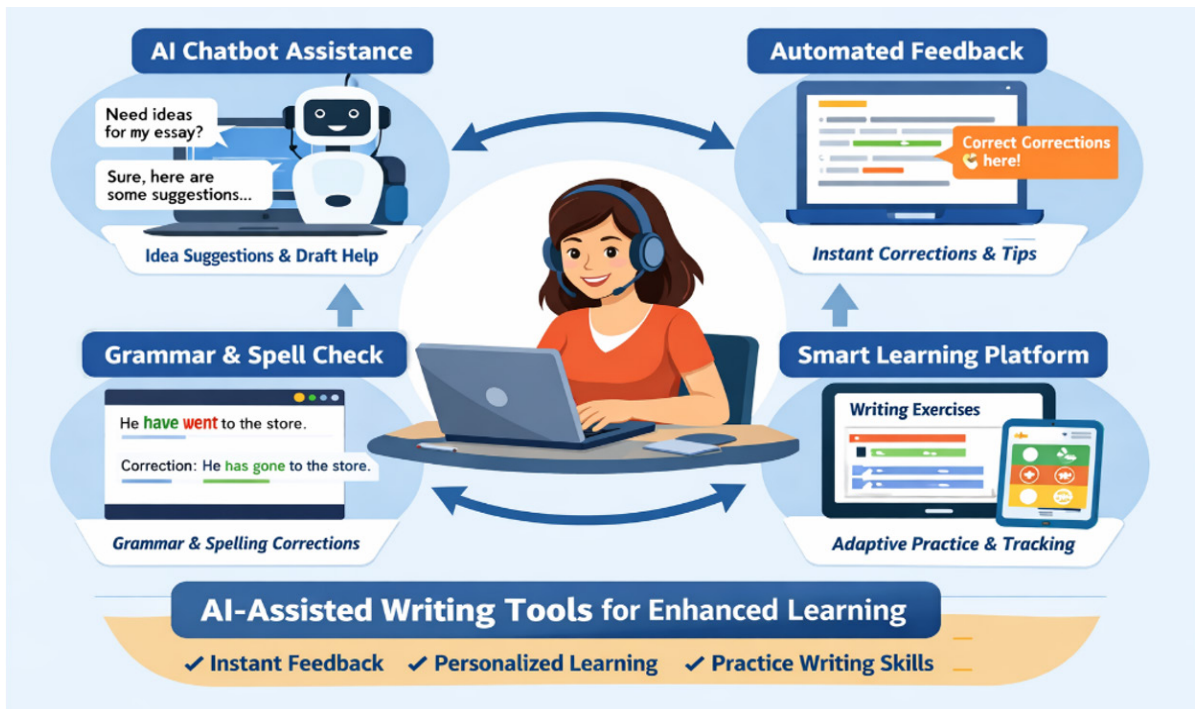 AI Chatbot Assistance
Need ideas
for my essay?
Sure, here are
some suggestions...
Idea Suggestions & Draft Help
Automated Feedback
Correct Gorrections
here!
Instant Corrections & Tips
Grammar & Spell Check
He have went to the store.
Correction: He has gone to the store.
Grammar & Spelling Corrections
Smart Learning Platform
Writing Exercises
Adaptive Practice & Tracking
AI-Assisted Writing Tools for Enhanced Learning
✓ Instant Feedback ✓ Personalized Learning ✓ Practice Writing Skills